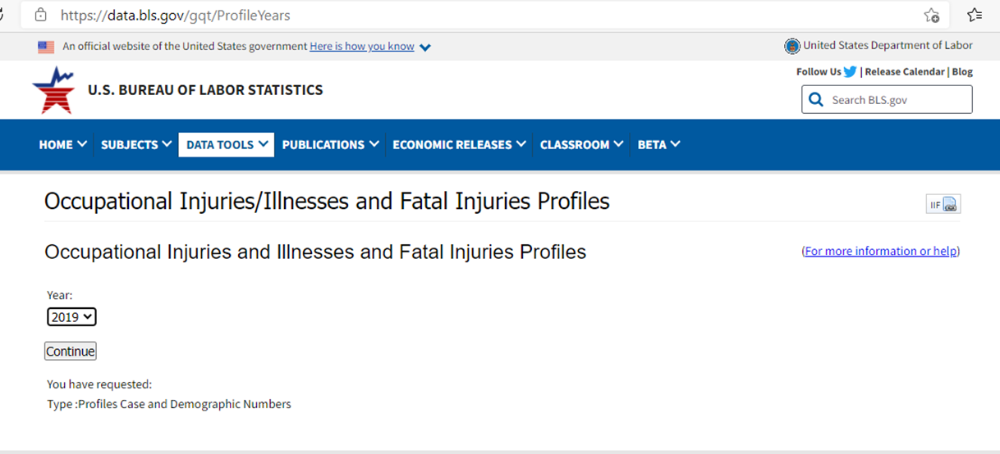 https://data.bls.gov/gqt/ProfileYears
An official website of the United States government Here is how you know
United States Department of Labor
Follow Us | Release Calendar | Blog
U.S. BUREAU OF LABOR STATISTICS
Search BLS.gov
HOME SUBJECTS DATA TOOLS PUBLICATIONS ECONOMIC RELEASES CLASSROOM BETA
Occupational Injuries/Illnesses and Fatal Injuries Profiles
IIF
Occupational Injuries and Illnesses and Fatal Injuries Profiles
(For more information or help)
Year:
2019
Continue
You have requested:
Type :Profiles Case and Demographic Numbers